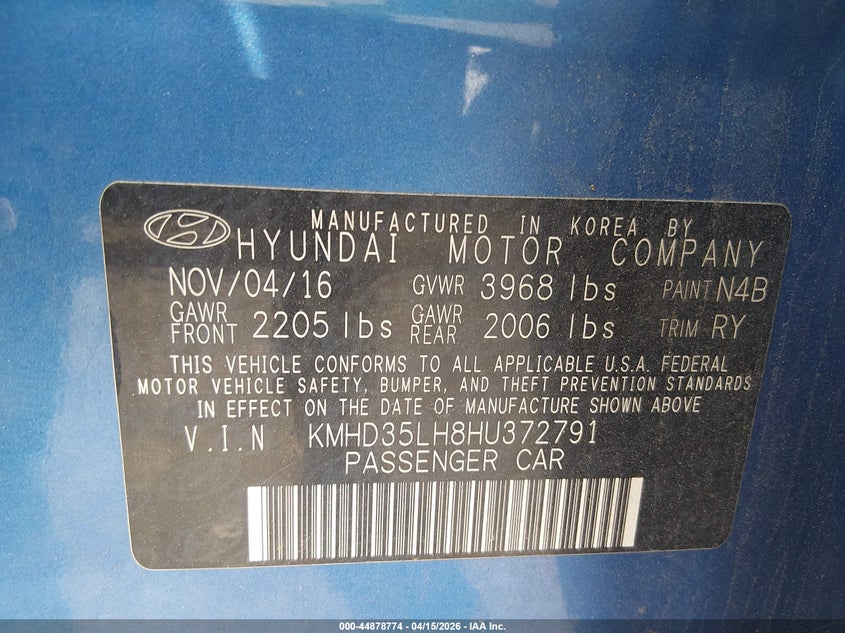 MANUFACTURED IN KOREA BY
HYUNDAI MOTOR COMPANY
NOV/04/16 GVWR 3968 lbs PAINT N4B
GAWR FRONT 2205 lbs GAWR REAR 2006 lbs TRIM RY
THIS VEHICLE CONFORMS TO ALL APPLICABLE U.S.A. FEDERAL
MOTOR VEHICLE SAFETY, BUMPER, AND THEFT PREVENTION STANDARDS
IN EFFECT ON THE DATE OF MANUFACTURE SHOWN ABOVE
V.I.N KMHD35LH8HU372791
PASSENGER CAR
000-44878774 - 04/15/2026 - IAA Inc.